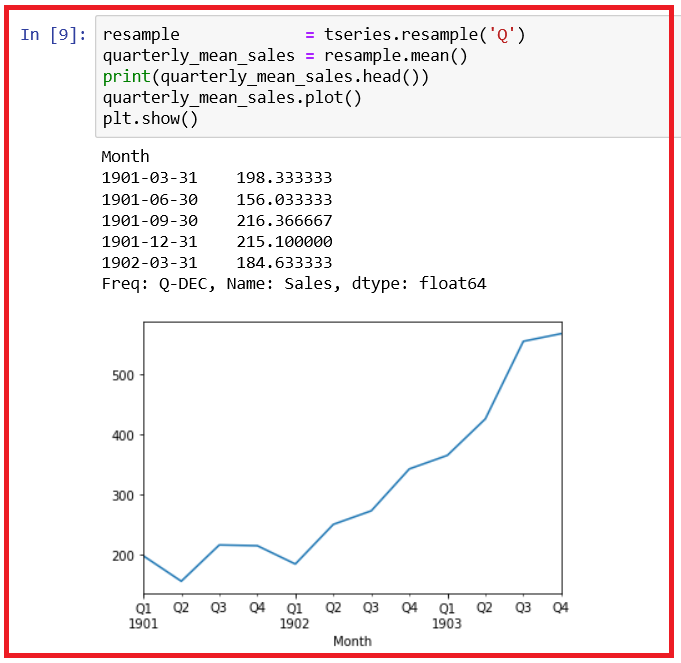 In [9]:
resample             = tseries.resample('Q')
quarterly_mean_sales = resample.mean()
print(quarterly_mean_sales.head())
quarterly_mean_sales.plot()
plt.show()
Month
1901-03-31    198.333333
1901-06-30    156.033333
1901-09-30    216.366667
1901-12-31    215.100000
1902-03-31    184.633333
Freq: Q-DEC, Name: Sales, dtype: float64
500
400
300
200
Q1 Q2 Q3 Q4 Q1 Q2 Q3 Q4 Q1 Q2 Q3 Q4
1901 1902 1903
Month